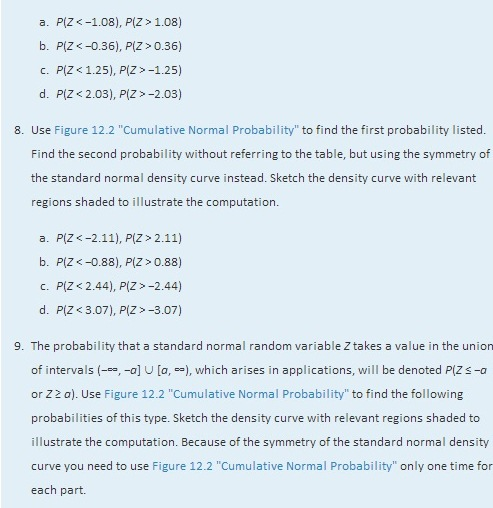 a. P(Z < −1.08), P(Z > 1.08)
b. P(Z < −0.36), P(Z > 0.36)
c. P(Z < 1.25), P(Z > −1.25)
d. P(Z < 2.03), P(Z > −2.03)
8. Use Figure 12.2 "Cumulative Normal Probability" to find the first probability listed.
Find the second probability without referring to the table, but using the symmetry of
the standard normal density curve instead. Sketch the density curve with relevant
regions shaded to illustrate the computation.
a. P(Z < −2.11), P(Z > 2.11)
b. P(Z < −0.88), P(Z > 0.88)
c. P(Z < 2.44), P(Z > −2.44)
d. P(Z < 3.07), P(Z > −3.07)
9. The probability that a standard normal random variable Z takes a value in the union
of intervals (−∞, −a] ∪ [a, ∞), which arises in applications, will be denoted P(Z ≤ −a
or Z ≥ a). Use Figure 12.2 "Cumulative Normal Probability" to find the following
probabilities of this type. Sketch the density curve with relevant regions shaded to
illustrate the computation. Because of the symmetry of the standard normal density
curve you need to use Figure 12.2 "Cumulative Normal Probability" only one time for
each part.